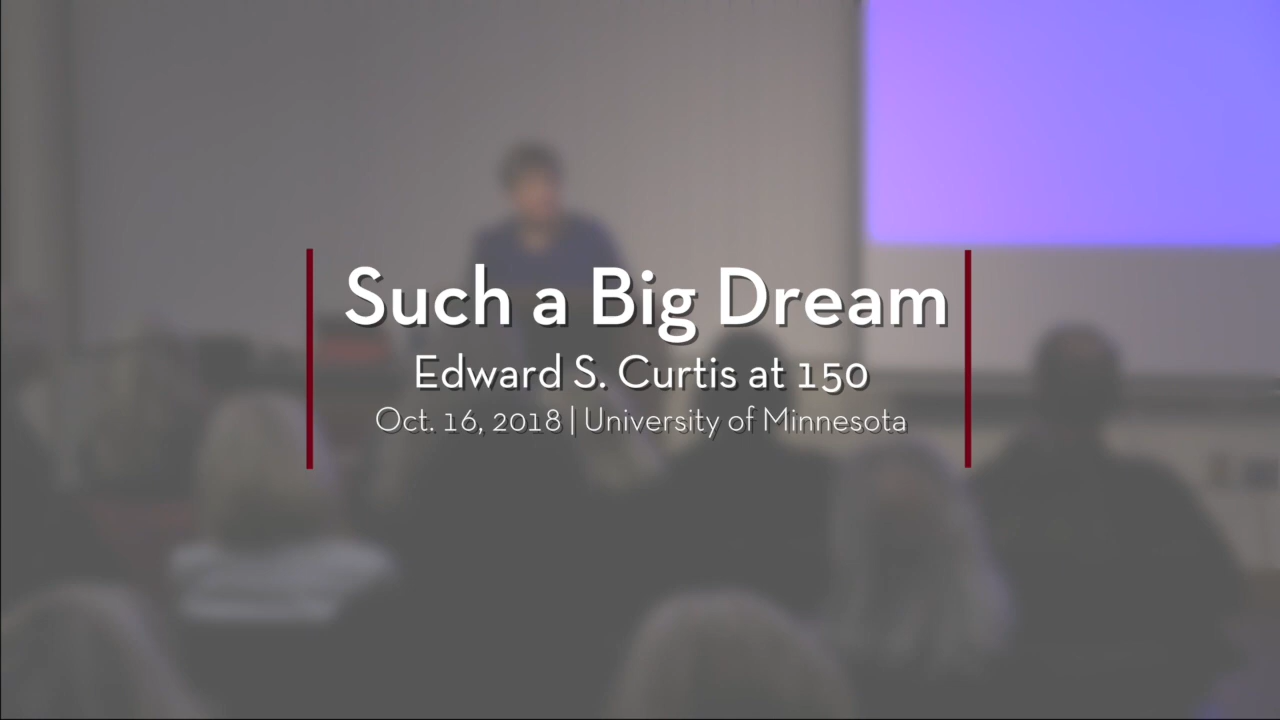 Such a Big Dream
Edward S. Curtis at 150
Oct. 16, 2018 | University of Minnesota